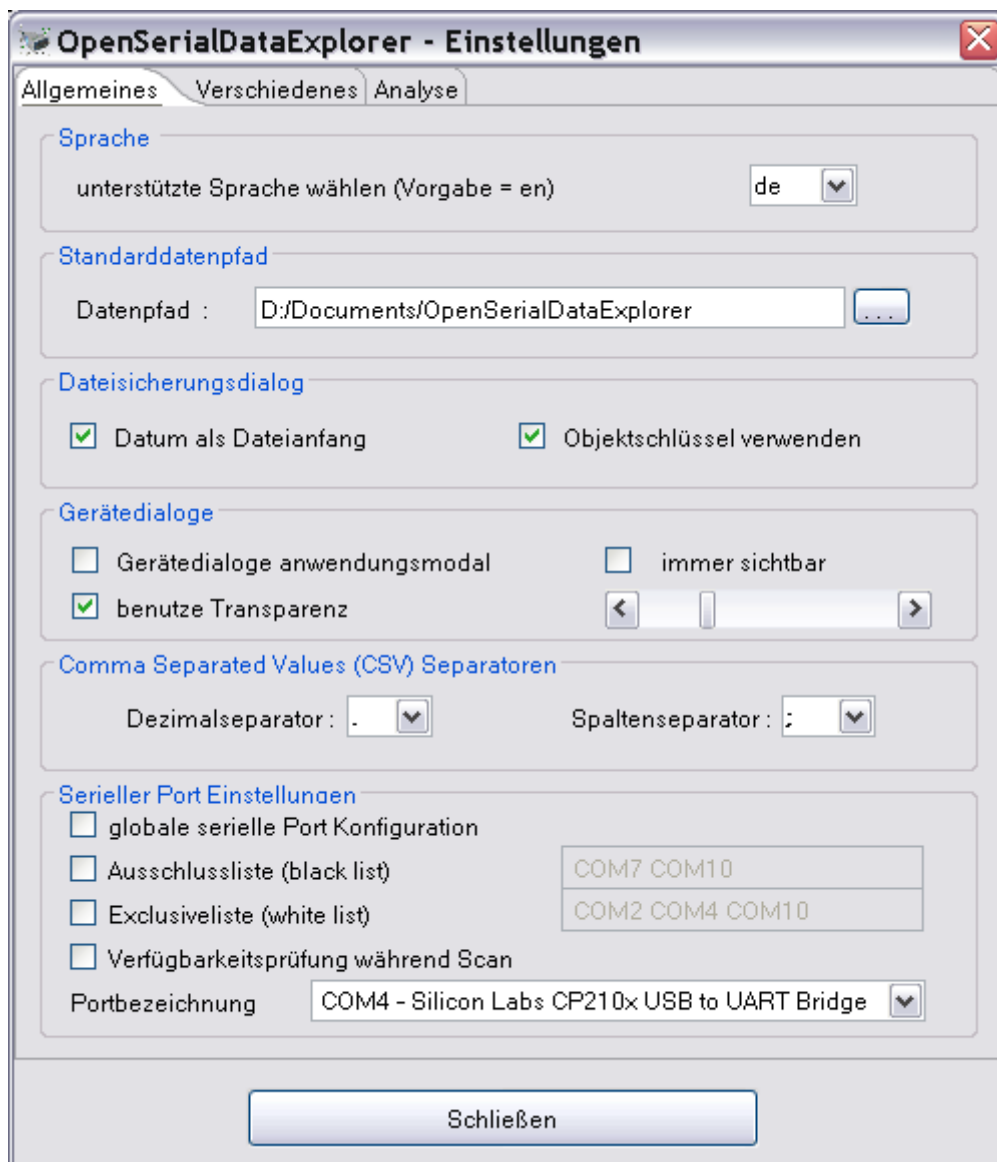 OpenSerialDataExplorer - Einstellungen
Allgemeines Verschiedenes Analyse
Sprache
unterstützte Sprache wählen (Vorgabe = en) de
Standarddatenpfad
Datenpfad : D:/Documents/OpenSerialDataExplorer ...
Dateisicherungsdialog
Datum als Dateianfang Objektschlüssel verwenden
Gerätedialoge
Gerätedialoge anwendungsmodal immer sichtbar
benutze Transparenz
Comma Separated Values (CSV) Separatoren
Dezimalseparator : . Spaltenseparator : ;
Serieller Port Einstellungen
globale serielle Port Konfiguration
Ausschlussliste (black list) COM7 COM10
Exclusiveliste (white list) COM2 COM4 COM10
Verfügbarkeitsprüfung während Scan
Portbezeichnung COM4 - Silicon Labs CP210x USB to UART Bridge
Schließen